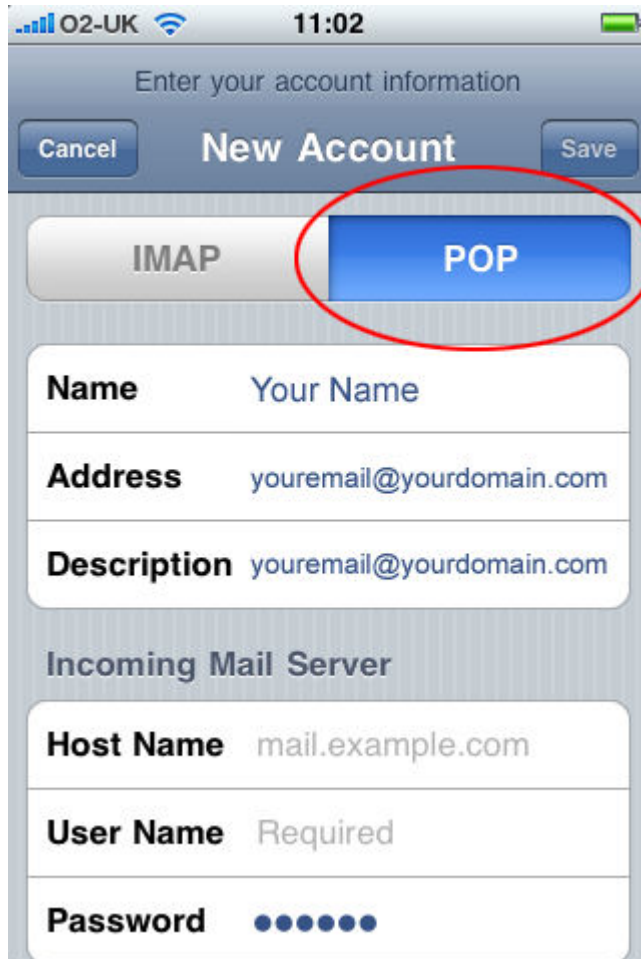 O2-UK 11:02
Enter your account information
Cancel New Account Save
IMAP POP
Name Your Name
Address youremail@yourdomain.com
Description youremail@yourdomain.com
Incoming Mail Server
Host Name mail.example.com
User Name Required
Password ●●●●●●